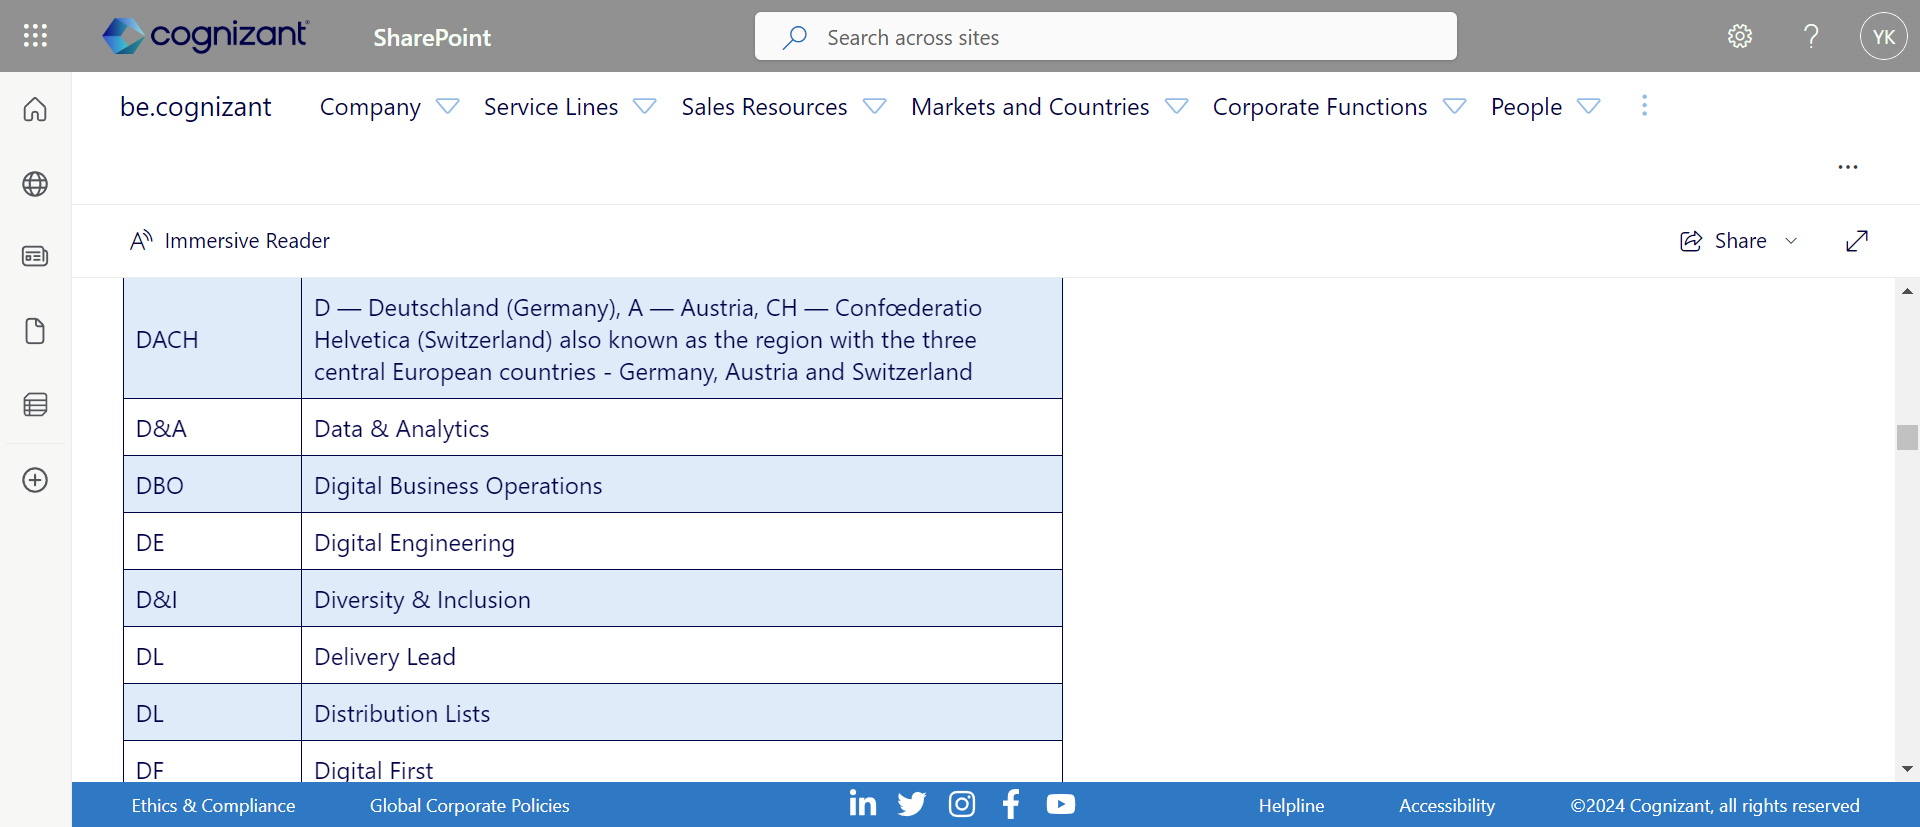 cognizant
SharePoint
Search across sites
YK
be.cognizant
Company
Service Lines
Sales Resources
Markets and Countries
Corporate Functions
People
Immersive Reader
Share
DACH
D — Deutschland (Germany), A — Austria, CH — Confœderatio
Helvetica (Switzerland) also known as the region with the three
central European countries - Germany, Austria and Switzerland
D&A
Data & Analytics
DBO
Digital Business Operations
DE
Digital Engineering
D&I
Diversity & Inclusion
DL
Delivery Lead
DL
Distribution Lists
DF
Digital First
Ethics & Compliance
Global Corporate Policies
Helpline
Accessibility
©2024 Cognizant, all rights reserved